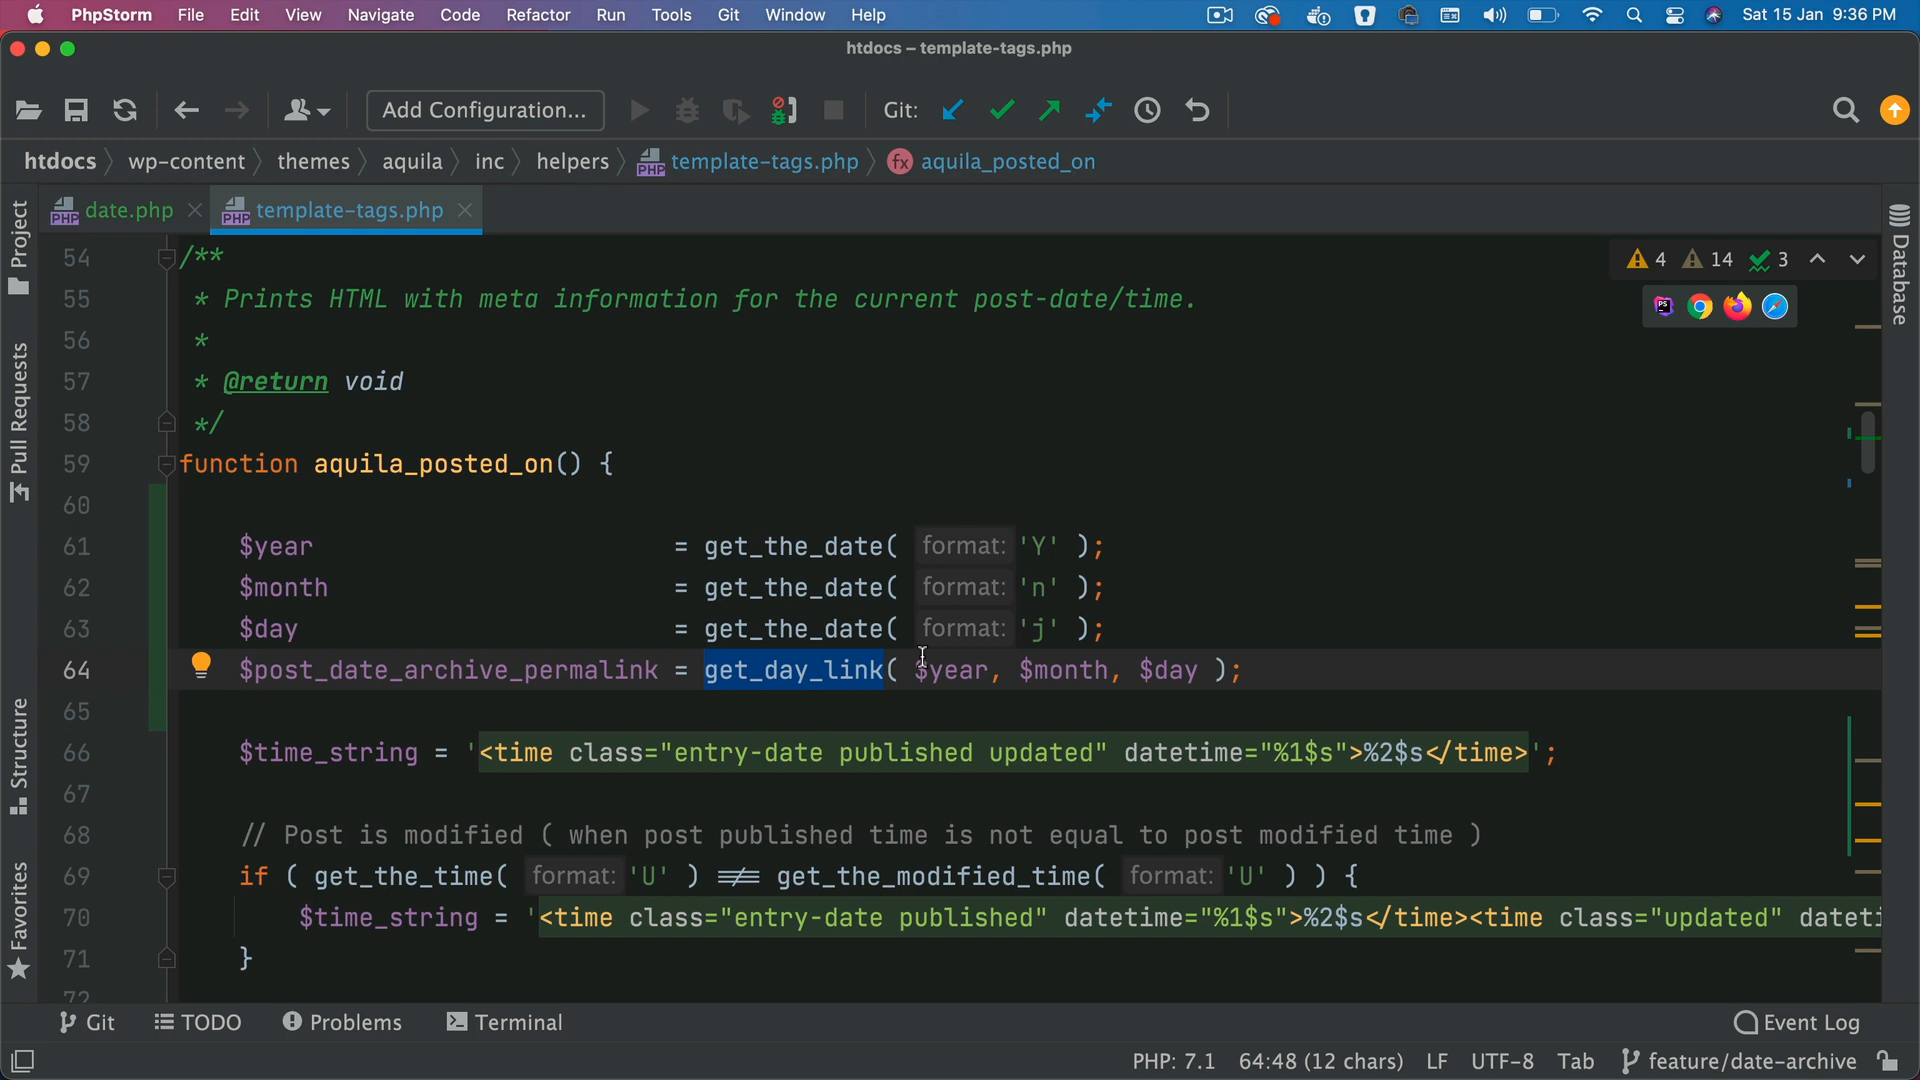 PhpStorm File Edit View Navigate Code Refactor Run Tools Git Window Help Sat 15 Jan 9:36 PM
htdocs – template-tags.php
Add Configuration... Git:
htdocs wp-content themes aquila inc helpers template-tags.php aquila_posted_on
date.php template-tags.php
Project
Pull Requests
Structure
Favorites
Database
4 14 3
54 /**
55 * Prints HTML with meta information for the current post-date/time.
56 *
57 * @return void
58 */
59 function aquila_posted_on() {
60
61 $year = get_the_date( format: 'Y' );
62 $month = get_the_date( format: 'n' );
63 $day = get_the_date( format: 'j' );
64 $post_date_archive_permalink = get_day_link( $year, $month, $day );
65
66 $time_string = '<time class="entry-date published updated" datetime="%1$s">%2$s</time>';
67
68 // Post is modified ( when post published time is not equal to post modified time )
69 if ( get_the_time( format: 'U' ) !== get_the_modified_time( format: 'U' ) ) {
70 $time_string = '<time class="entry-date published" datetime="%1$s">%2$s</time><time class="updated" dateti
71 }
72
Git TODO Problems Terminal Event Log
PHP: 7.1 64:48 (12 chars) LF UTF-8 Tab feature/date-archive